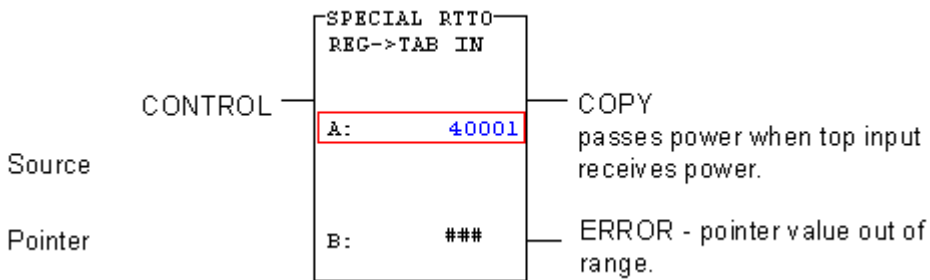 SPECIAL RTTO
REG->TAB IN
CONTROL
COPY
passes power when top input
receives power.
A: 40001
Source
Pointer
B: ###
ERROR - pointer value out of
range.